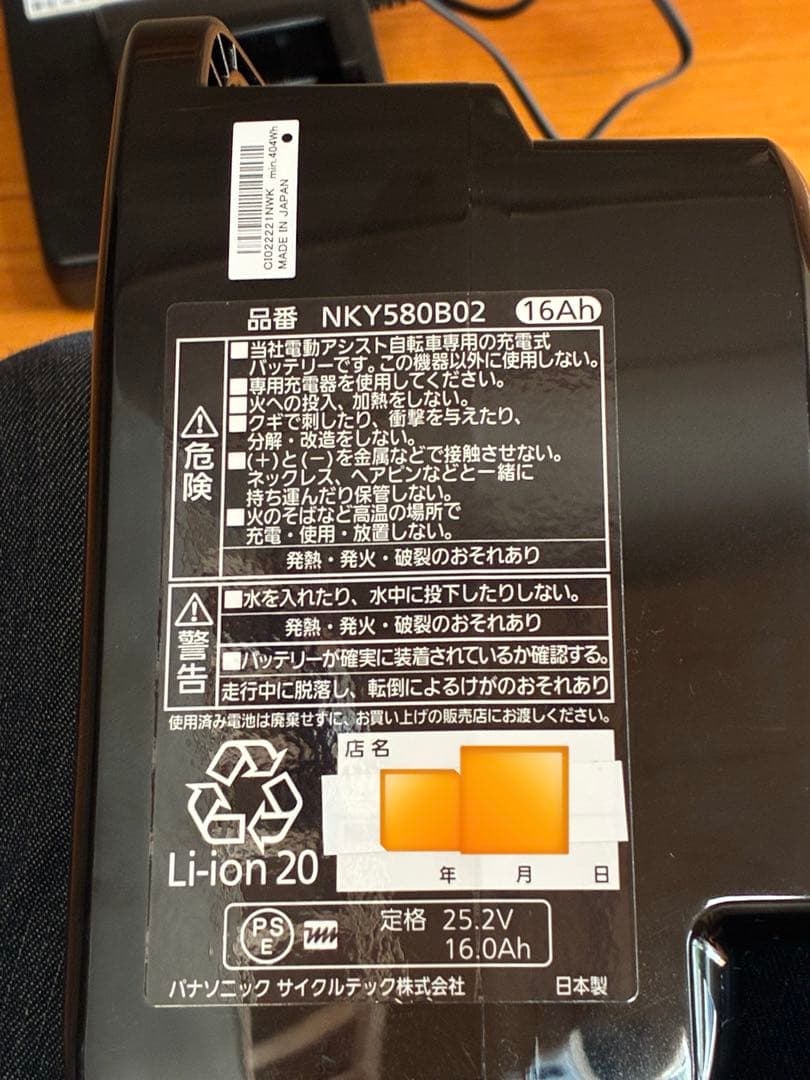 CI022221NWK min.404Wh
MADE IN JAPAN
品番 NKY580B02 16Ah
危険
■当社電動アシスト自転車専用の充電式
バッテリーです。この機器以外に使用しない。
■専用充電器を使用してください。
■火への投入、加熱をしない。
■クギで刺したり、衝撃を与えたり、
分解・改造をしない。
■(+)と(−)を金属などで接触させない。
ネックレス、ヘアピンなどと一緒に
持ち運んだり保管しない。
■火のそばなど高温の場所で
充電・使用・放置しない。
発熱・発火・破裂のおそれあり
警告
■水を入れたり、水中に投下したりしない。
発熱・発火・破裂のおそれあり
■バッテリーが確実に装着されているか確認する。
走行中に脱落し、転倒によるけがのおそれあり
使用済み電池は廃棄せずに、お買い上げの販売店にお渡しください。
店名
年 月 日
Li-ion 20
PS
E
定格 25.2V
16.0Ah
パナソニック サイクルテック株式会社 日本製